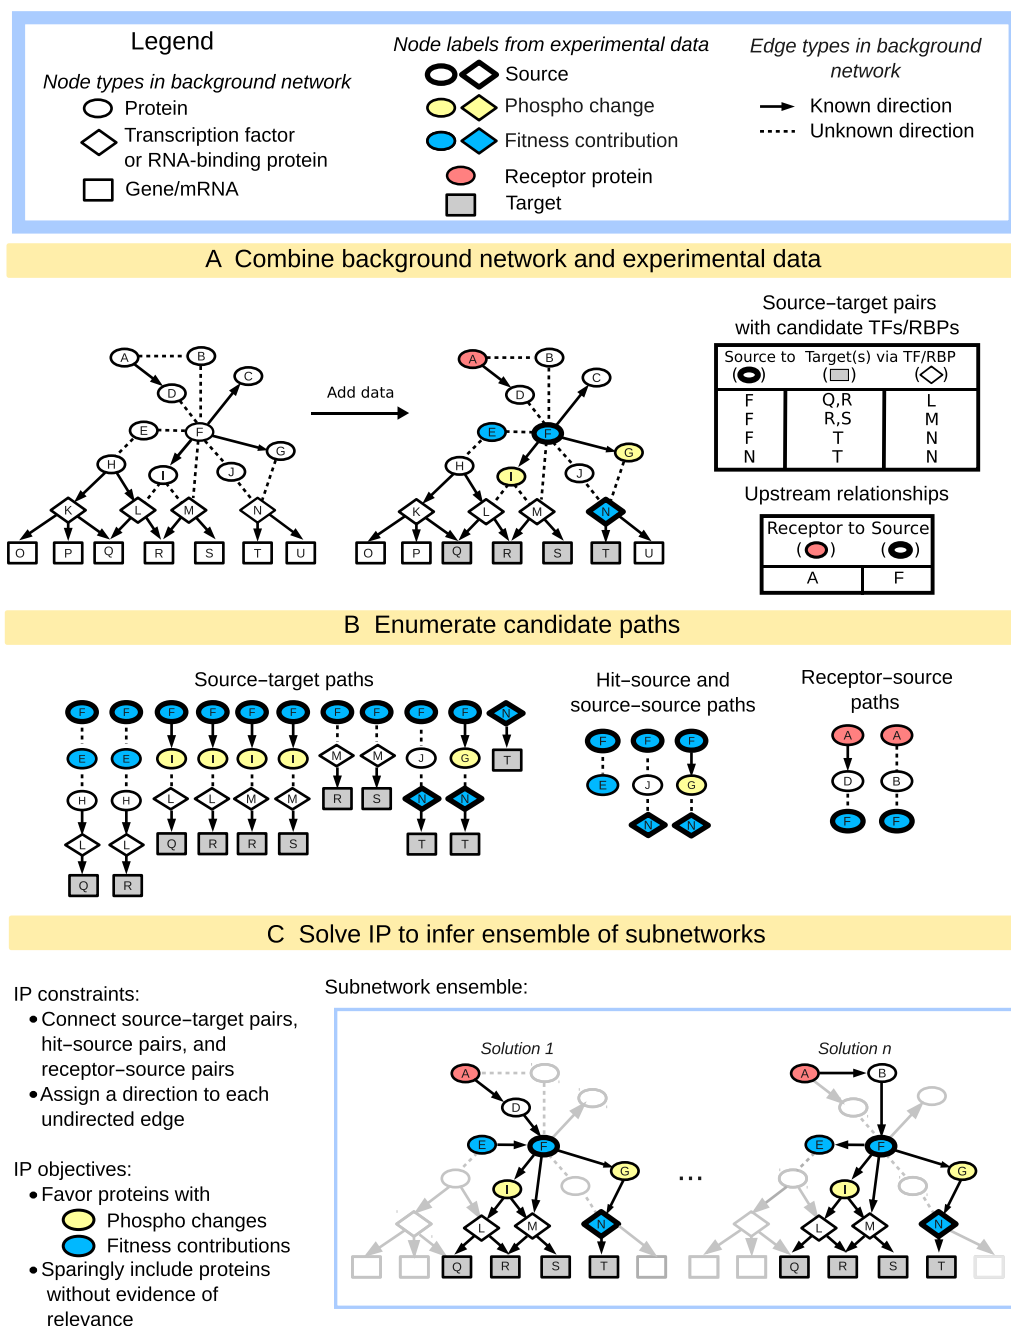 Legend
Node types in background network
Protein
Transcription factor
or RNA-binding protein
Gene/mRNA
Node labels from experimental data
Source
Phospho change
Fitness contribution
Receptor protein
Target
Edge types in background
network
Known direction
Unknown direction
A Combine background network and experimental data
A
B
C
D
E
F
G
H
I
J
K
L
M
N
O
P
Q
R
S
T
U
Add data
A
B
C
D
E
F
G
H
I
J
K
L
M
N
O
P
Q
R
S
T
U
Source–target pairs
with candidate TFs/RBPs
Source to Target(s) via TF/RBP
( ) ( ) ( )
F Q,R L
F R,S M
F T N
N T N
Upstream relationships
Receptor to Source
( ) ( )
A F
B Enumerate candidate paths
Source–target paths
F F F F F F F F F F N
E E I I I I M M J G T
H H L L M M R S N N
L L Q R R S T T
Q R
Hit–source and
source–source paths
F F F
E J G
N N
Receptor–source
paths
A A
D B
F F
C Solve IP to infer ensemble of subnetworks
IP constraints:
• Connect source–target pairs,
hit–source pairs, and
receptor–source pairs
• Assign a direction to each
undirected edge
IP objectives:
• Favor proteins with
Phospho changes
Fitness contributions
• Sparingly include proteins
without evidence of
relevance
Subnetwork ensemble:
Solution 1
A
D
E
F
G
I
L
M
N
Q
R
S
T
...
Solution n
A
B
E
F
G
I
L
M
N
Q
R
S
T